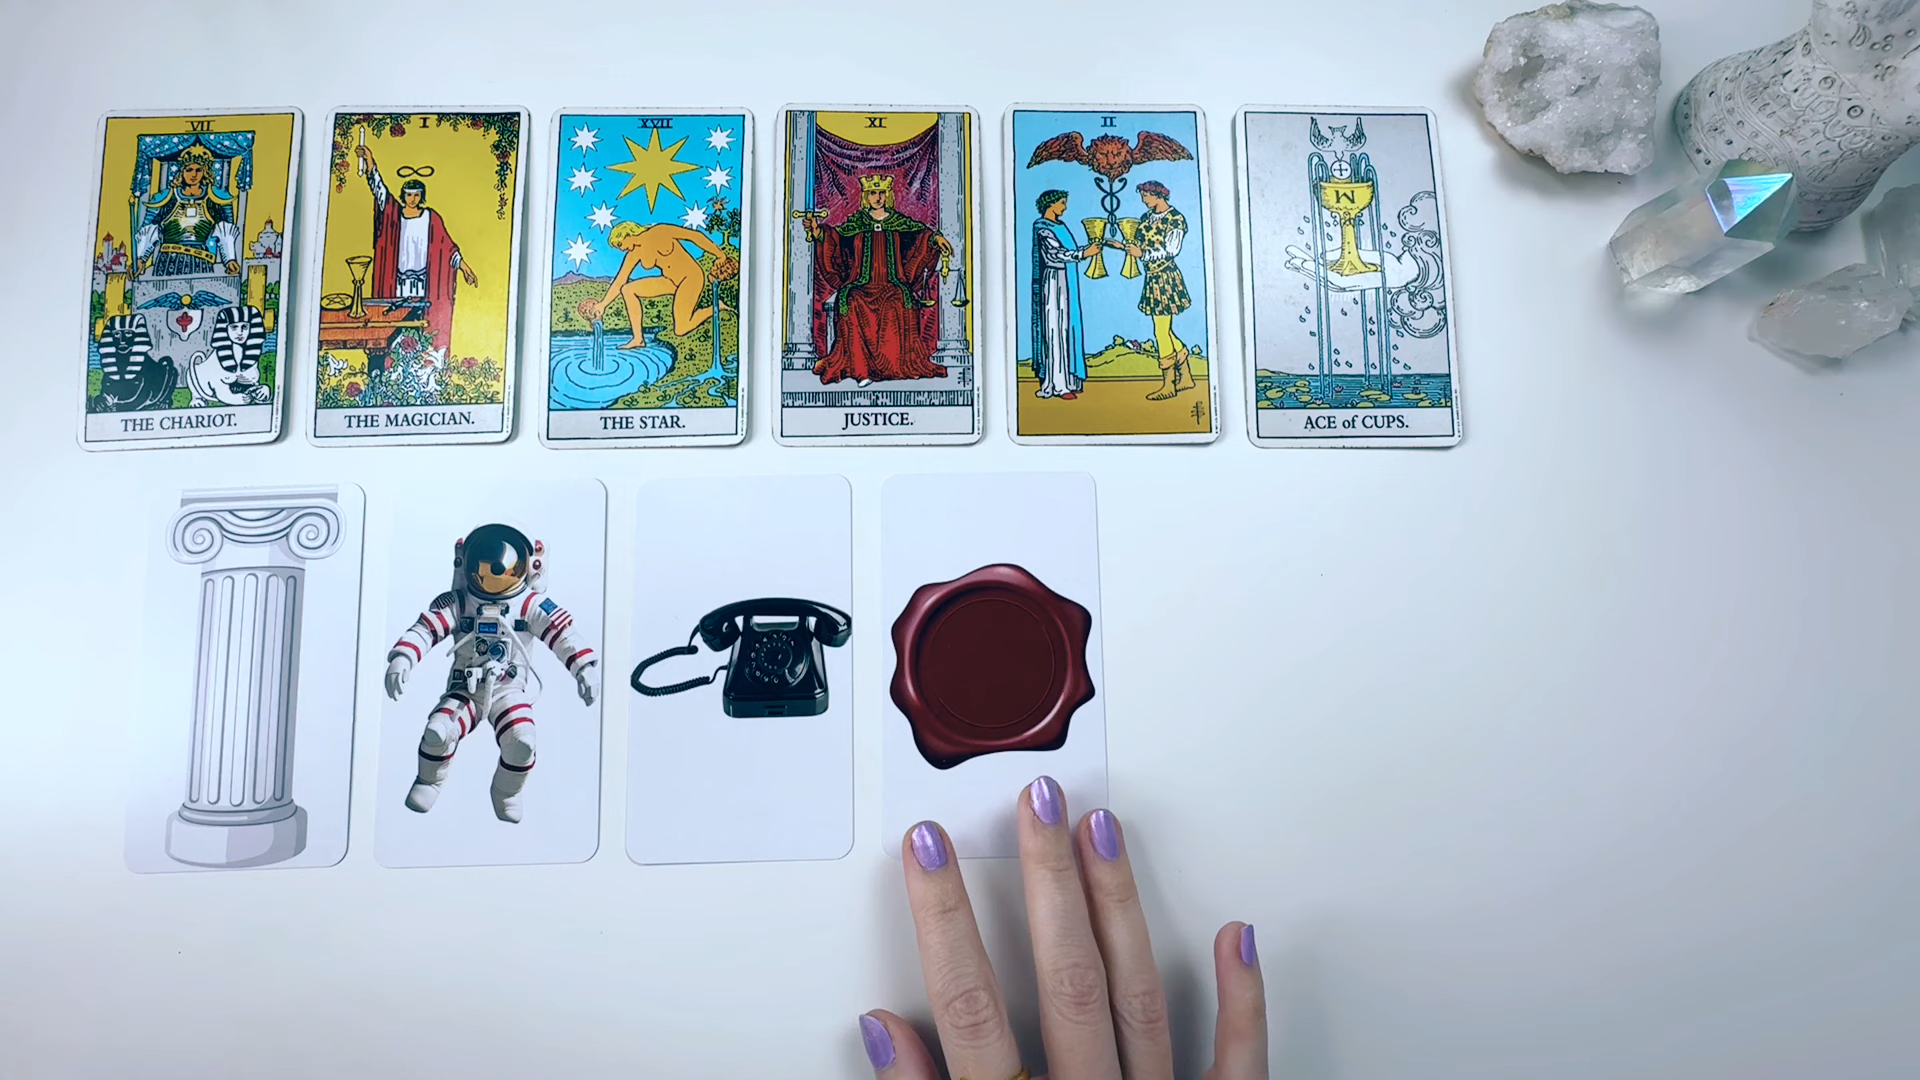 VII
I
XVII
XI
II
THE CHARIOT.
THE MAGICIAN.
THE STAR.
JUSTICE.
ACE of CUPS.